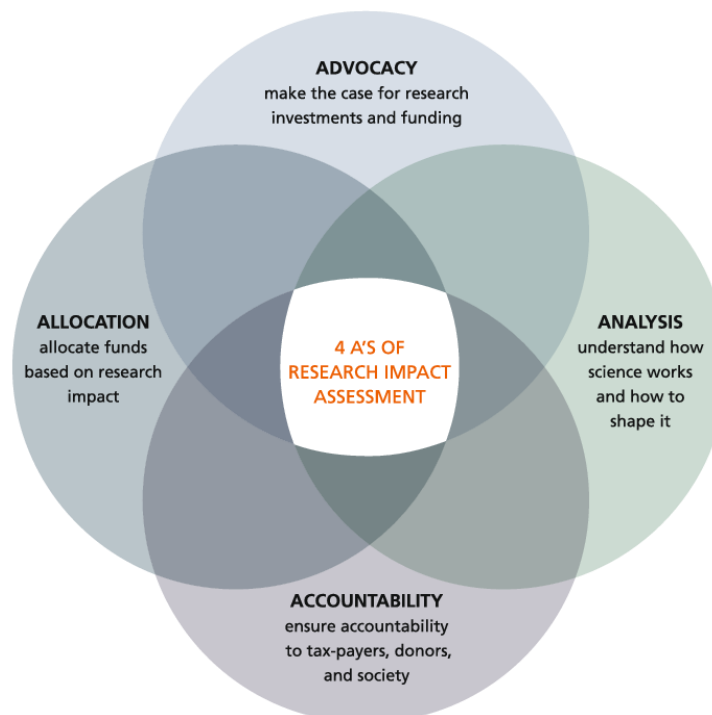 ADVOCACY
make the case for research
investments and funding
ALLOCATION
allocate funds
based on research
impact
4 A'S OF
RESEARCH IMPACT
ASSESSMENT
ANALYSIS
understand how
science works
and how to
shape it
ACCOUNTABILITY
ensure accountability
to tax-payers, donors,
and society